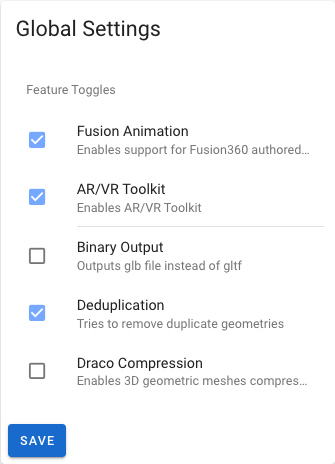 Global Settings
Feature Toggles
Fusion Animation
Enables support for Fusion360 authored...
AR/VR Toolkit
Enables AR/VR Toolkit
Binary Output
Outputs glb file instead of gltf
Deduplication
Tries to remove duplicate geometries
Draco Compression
Enables 3D geometric meshes compres...
SAVE